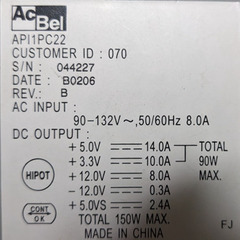 AcBel
API1PC22
CUSTOMER ID : 070
S/N : 044227
DATE : B0206
REV.: B
AC INPUT :
90-132V~,50/60Hz 8.0A
DC OUTPUT :
+5.0V 14.0A TOTAL
+3.3V 10.0A 90W
HIPOT +12.0V 8.0A MAX.
-12.0V 0.3A
CONT OK +5.0VS 2.4A
TOTAL 150W MAX.
MADE IN CHINA FJ